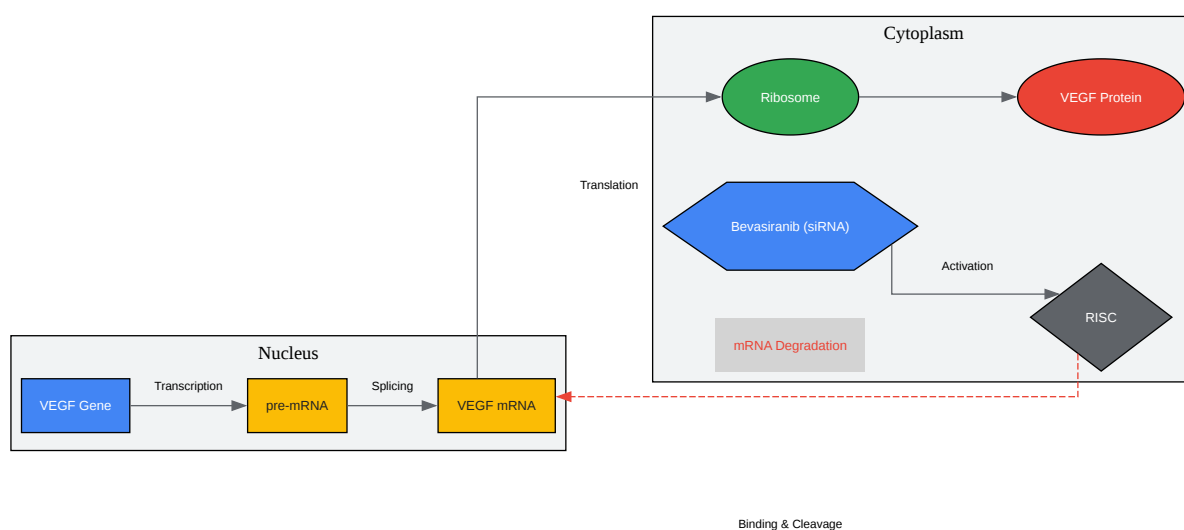 Cytoplasm
Ribosome
VEGF Protein
Translation
Bevasiranib (siRNA)
Activation
RISC
mRNA Degradation
Nucleus
VEGF Gene
Transcription
pre-mRNA
Splicing
VEGF mRNA
Binding & Cleavage